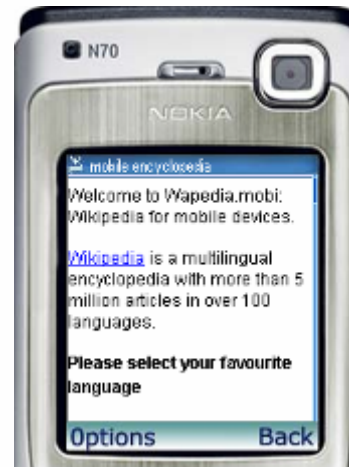 N70
NOKIA
mobile encyclopedia
Welcome to Wapedia.mobi:
Wikipedia for mobile devices.
Wikipedia is a multilingual
encyclopedia with more than 5
million articles in over 100
languages.
Please select your favourite
language
Options
Back